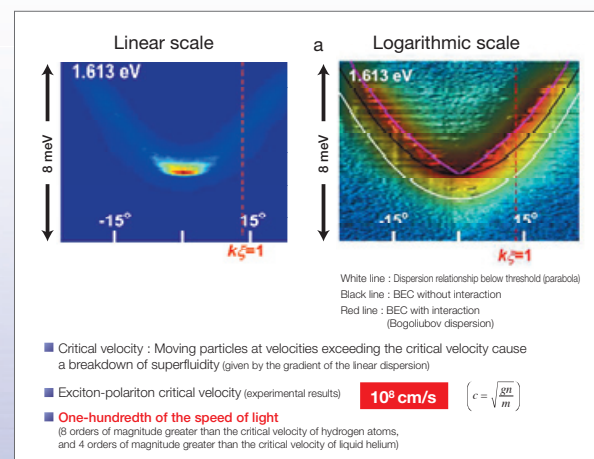 Linear scale
a
Logarithmic scale
1.613 eV
8 meV
-15°
15°
kξ=1
1.613 eV
8 meV
-15°
15°
kξ=1
White line : Dispersion relationship below threshold (parabola)
Black line : BEC without interaction
Red line : BEC with interaction
(Bogoliubov dispersion)
Critical velocity : Moving particles at velocities exceeding the critical velocity cause
a breakdown of superfluidity (given by the gradient of the linear dispersion)
Exciton-polariton critical velocity (experimental results) 10⁸ cm/s (c = √gn/m)
One-hundredth of the speed of light
(8 orders of magnitude greater than the critical velocity of hydrogen atoms,
and 4 orders of magnitude greater than the critical velocity of liquid helium)